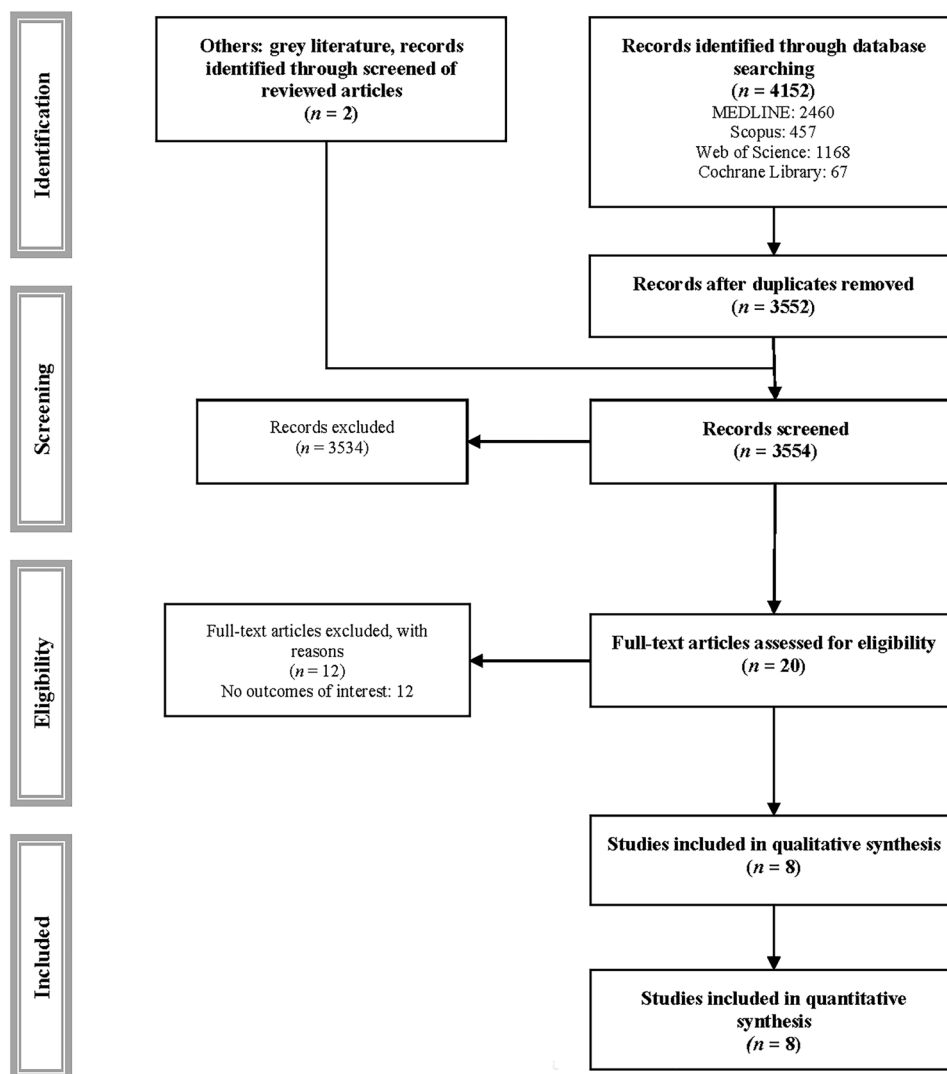 Identification
Others: grey literature, records
identified through screened of
reviewed articles
(n = 2)
Records identified through database
searching
(n = 4152)
MEDLINE: 2460
Scopus: 457
Web of Science: 1168
Cochrane Library: 67
Records after duplicates removed
(n = 3552)
Screening
Records excluded
(n = 3534)
Records screened
(n = 3554)
Eligibility
Full-text articles excluded, with
reasons
(n = 12)
No outcomes of interest: 12
Full-text articles assessed for eligibility
(n = 20)
Included
Studies included in qualitative synthesis
(n = 8)
Studies included in quantitative
synthesis
(n = 8)